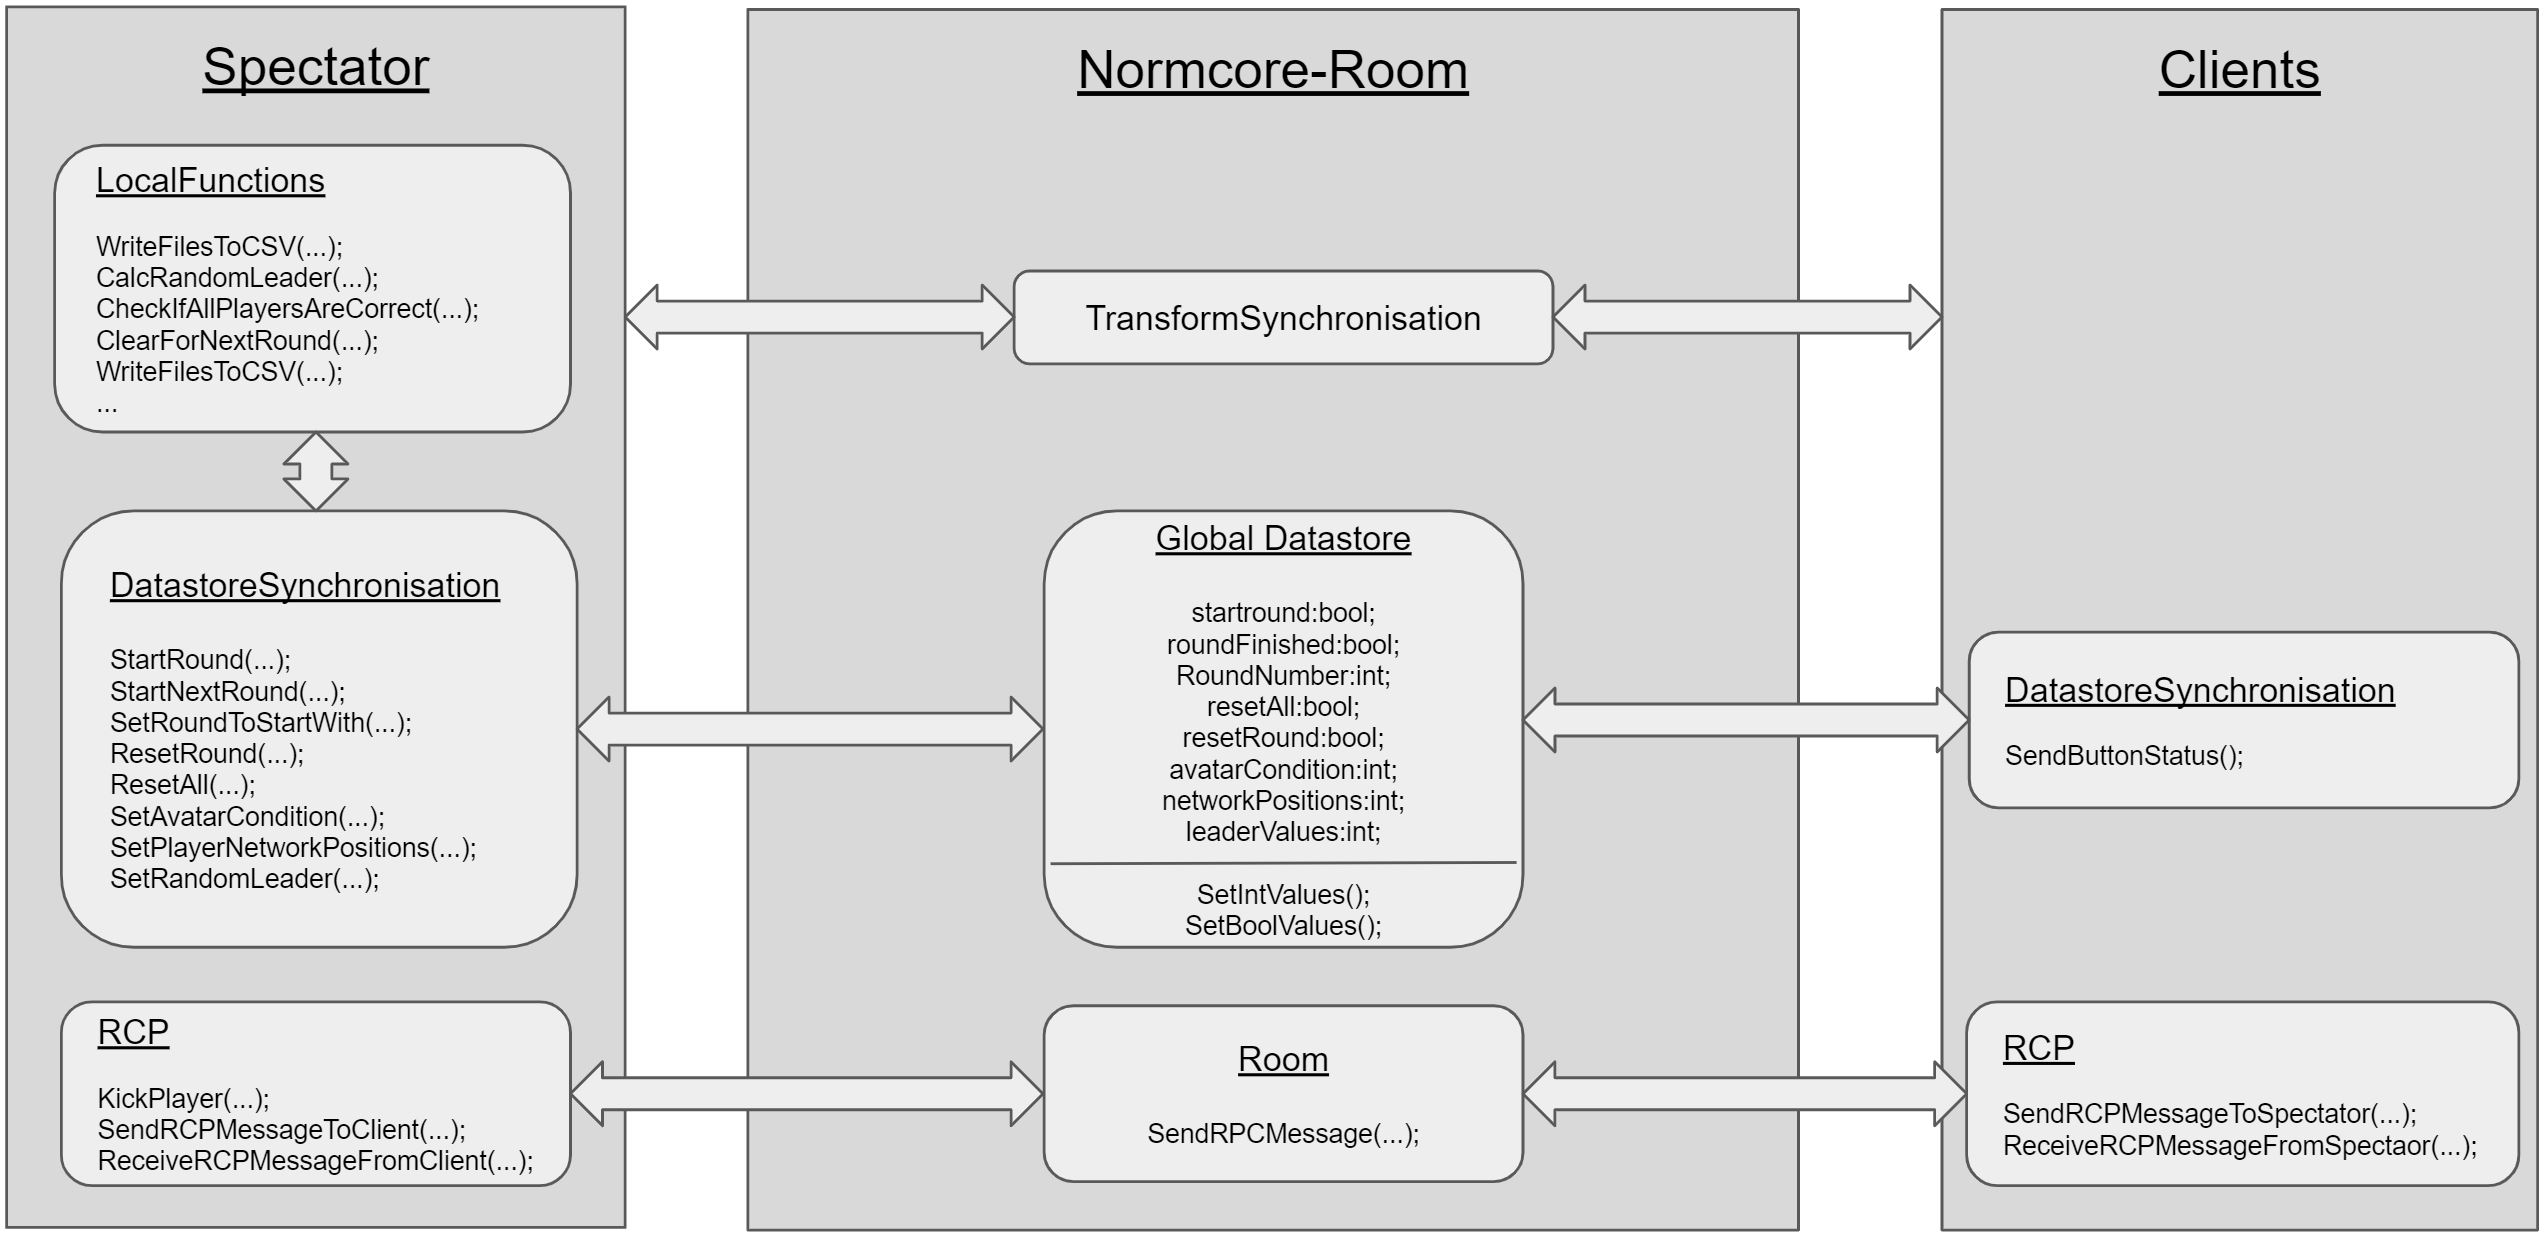 Spectator
LocalFunctions
WriteFilesToCSV(...);
CalcRandomLeader(...);
CheckIfAllPlayersAreCorrect(...);
ClearForNextRound(...);
WriteFilesToCSV(...);
...
DatastoreSynchronisation
StartRound(...);
StartNextRound(...);
SetRoundToStartWith(...);
ResetRound(...);
ResetAll(...);
SetAvatarCondition(...);
SetPlayerNetworkPositions(...);
SetRandomLeader(...);
RCP
KickPlayer(...);
SendRCPMessageToClient(...);
ReceiveRCPMessageFromClient(...);
Normcore-Room
TransformSynchronisation
Global Datastore
startround:bool;
roundFinished:bool;
RoundNumber:int;
resetAll:bool;
resetRound:bool;
avatarCondition:int;
networkPositions:int;
leaderValues:int;
SetIntValues();
SetBoolValues();
Room
SendRPCMessage(...);
Clients
DatastoreSynchronisation
SendButtonStatus();
RCP
SendRCPMessageToSpectator(...);
ReceiveRCPMessageFromSpectaor(...);